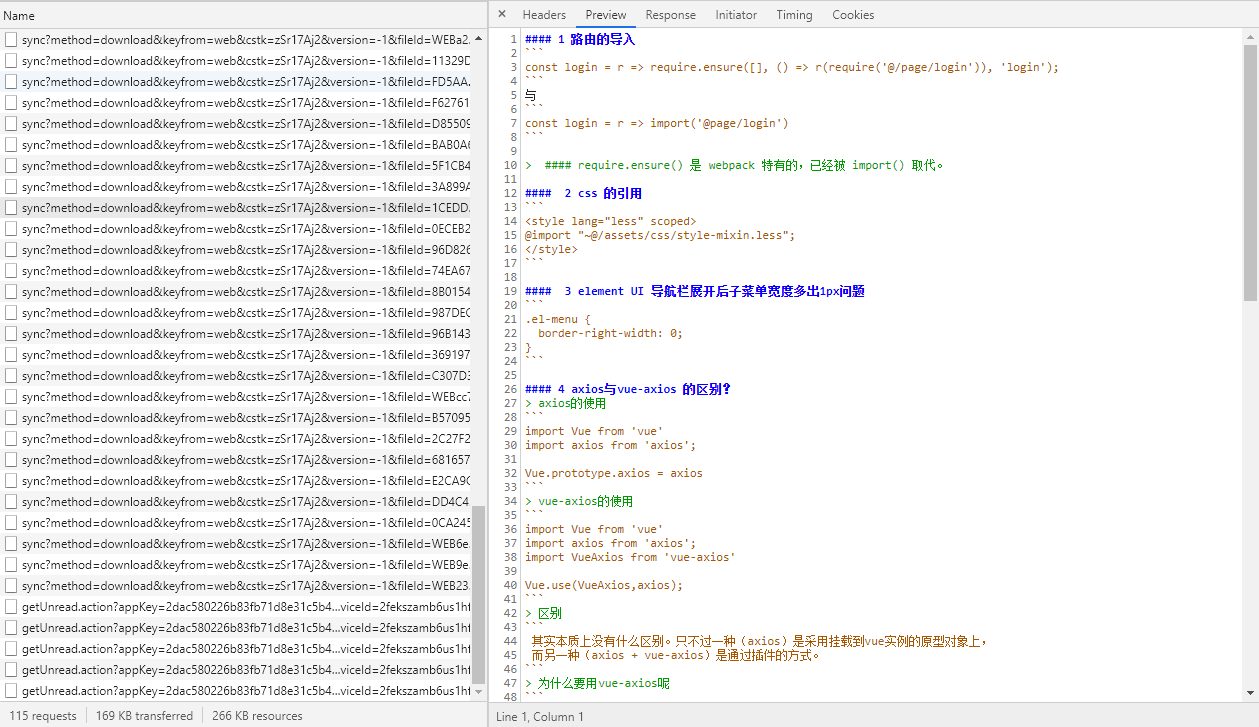 Name
sync?method=download&keyfrom=web&cstk=zSr17Aj2&version=-1&fileId=WEBa2.
sync?method=download&keyfrom=web&cstk=zSr17Aj2&version=-1&fileId=11329D
sync?method=download&keyfrom=web&cstk=zSr17Aj2&version=-1&fileId=FD5AA.
sync?method=download&keyfrom=web&cstk=zSr17Aj2&version=-1&fileId=F62761
sync?method=download&keyfrom=web&cstk=zSr17Aj2&version=-1&fileId=D85509
sync?method=download&keyfrom=web&cstk=zSr17Aj2&version=-1&fileId=BAB0A6
sync?method=download&keyfrom=web&cstk=zSr17Aj2&version=-1&fileId=5F1CB4
sync?method=download&keyfrom=web&cstk=zSr17Aj2&version=-1&fileId=3A899A
sync?method=download&keyfrom=web&cstk=zSr17Aj2&version=-1&fileId=1CEDD.
sync?method=download&keyfrom=web&cstk=zSr17Aj2&version=-1&fileId=0ECEB2
sync?method=download&keyfrom=web&cstk=zSr17Aj2&version=-1&fileId=96D826
sync?method=download&keyfrom=web&cstk=zSr17Aj2&version=-1&fileId=74EA67
sync?method=download&keyfrom=web&cstk=zSr17Aj2&version=-1&fileId=8B0154
sync?method=download&keyfrom=web&cstk=zSr17Aj2&version=-1&fileId=987DEC
sync?method=download&keyfrom=web&cstk=zSr17Aj2&version=-1&fileId=96B143
sync?method=download&keyfrom=web&cstk=zSr17Aj2&version=-1&fileId=369197
sync?method=download&keyfrom=web&cstk=zSr17Aj2&version=-1&fileId=C307D3
sync?method=download&keyfrom=web&cstk=zSr17Aj2&version=-1&fileId=WEBcc7
sync?method=download&keyfrom=web&cstk=zSr17Aj2&version=-1&fileId=B57095
sync?method=download&keyfrom=web&cstk=zSr17Aj2&version=-1&fileId=2C27F2
sync?method=download&keyfrom=web&cstk=zSr17Aj2&version=-1&fileId=681657
sync?method=download&keyfrom=web&cstk=zSr17Aj2&version=-1&fileId=E2CA9C
sync?method=download&keyfrom=web&cstk=zSr17Aj2&version=-1&fileId=DD4C4
sync?method=download&keyfrom=web&cstk=zSr17Aj2&version=-1&fileId=0CA245
sync?method=download&keyfrom=web&cstk=zSr17Aj2&version=-1&fileId=WEB6e.
sync?method=download&keyfrom=web&cstk=zSr17Aj2&version=-1&fileId=WEB9e.
sync?method=download&keyfrom=web&cstk=zSr17Aj2&version=-1&fileId=WEB23.
getUnread.action?appKey=2dac580226b83fb71d8e31c5b4...viceId=2fekszamb6us1hf
getUnread.action?appKey=2dac580226b83fb71d8e31c5b4...viceId=2fekszamb6us1hf
getUnread.action?appKey=2dac580226b83fb71d8e31c5b4...viceId=2fekszamb6us1hf
getUnread.action?appKey=2dac580226b83fb71d8e31c5b4...viceId=2fekszamb6us1hf
getUnread.action?appKey=2dac580226b83fb71d8e31c5b4...viceId=2fekszamb6us1hf
115 requests 169 KB transferred 266 KB resources
× Headers Preview Response Initiator Timing Cookies
1 #### 1 路由的导入
2 ```
3 const login = r => require.ensure([], () => r(require('@/page/login')), 'login');
4 ```
5 与
6 ```
7 const login = r => import('@page/login')
8 ```
9
10 >  #### require.ensure() 是 webpack 特有的，已经被 import() 取代。
11
12 ####  2 css 的引用
13 ```
14 <style lang="less" scoped>
15 @import "~@/assets/css/style-mixin.less";
16 </style>
17 ```
18
19 ####  3 element UI 导航栏展开后子菜单宽度多出1px问题
20 ```
21 .el-menu {
22   border-right-width: 0;
23 }
24 ```
25
26 #### 4 axios与vue-axios 的区别？
27 > axios的使用
28 ```
29 import Vue from 'vue'
30 import axios from 'axios';
31
32 Vue.prototype.axios = axios
33 ```
34 > vue-axios的使用
35 ```
36 import Vue from 'vue'
37 import axios from 'axios';
38 import VueAxios from 'vue-axios'
39
40 Vue.use(VueAxios,axios);
41 ```
42 > 区别
43 ```
44  其实本质上没有什么区别。只不过一种（axios）是采用挂载到vue实例的原型对象上，
45  而另一种（axios + vue-axios）是通过插件的方式。
46 ```
47 > 为什么要用vue-axios呢
48 ```
Line 1, Column 1